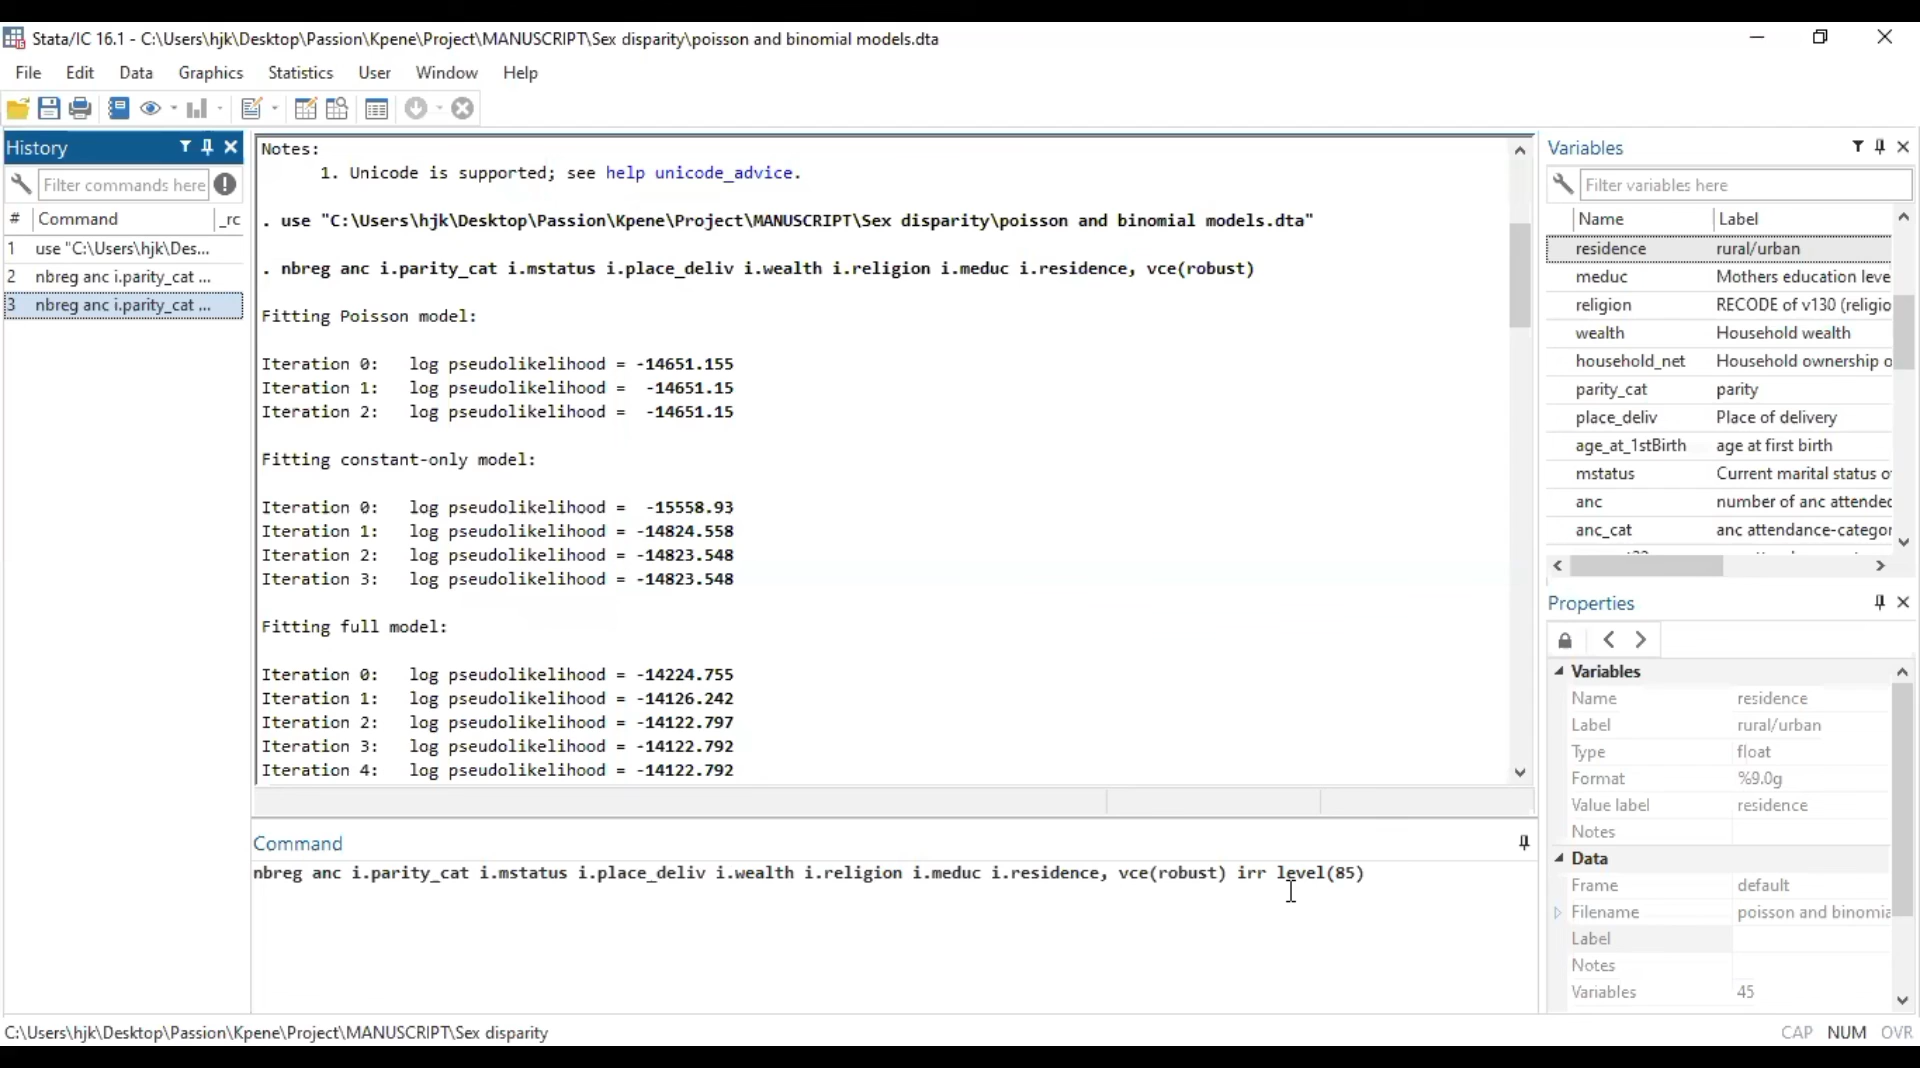 Stata/IC 16.1 - C:\Users\hjk\Desktop\Passion\Kpene\Project\MANUSCRIPT\Sex disparity\poisson and binomial models.dta
File Edit Data Graphics Statistics User Window Help
History
Filter commands here
# Command _rc
1 use "C:\Users\hjk\Des...
2 nbreg anc i.parity_cat ...
3 nbreg anc i.parity_cat ...
Notes:
1. Unicode is supported; see help unicode_advice.
. use "C:\Users\hjk\Desktop\Passion\Kpene\Project\MANUSCRIPT\Sex disparity\poisson and binomial models.dta"
. nbreg anc i.parity_cat i.mstatus i.place_deliv i.wealth i.religion i.meduc i.residence, vce(robust)
Fitting Poisson model:
Iteration 0: log pseudolikelihood = -14651.155
Iteration 1: log pseudolikelihood = -14651.15
Iteration 2: log pseudolikelihood = -14651.15
Fitting constant-only model:
Iteration 0: log pseudolikelihood = -15558.93
Iteration 1: log pseudolikelihood = -14824.558
Iteration 2: log pseudolikelihood = -14823.548
Iteration 3: log pseudolikelihood = -14823.548
Fitting full model:
Iteration 0: log pseudolikelihood = -14224.755
Iteration 1: log pseudolikelihood = -14126.242
Iteration 2: log pseudolikelihood = -14122.797
Iteration 3: log pseudolikelihood = -14122.792
Iteration 4: log pseudolikelihood = -14122.792
Command
nbreg anc i.parity_cat i.mstatus i.place_deliv i.wealth i.religion i.meduc i.residence, vce(robust) irr level(85)
Variables
Filter variables here
Name Label
residence rural/urban
meduc Mothers education leve
religion RECODE of v130 (religio
wealth Household wealth
household_net Household ownership o
parity_cat parity
place_deliv Place of delivery
age_at_1stBirth age at first birth
mstatus Current marital status o
anc number of anc attended
anc_cat anc attendance-categor
Properties
Variables
Name residence
Label rural/urban
Type float
Format %9.0g
Value label residence
Notes
Data
Frame default
Filename poisson and binomia
Label
Notes
Variables 45
C:\Users\hjk\Desktop\Passion\Kpene\Project\MANUSCRIPT\Sex disparity
CAP NUM OVR